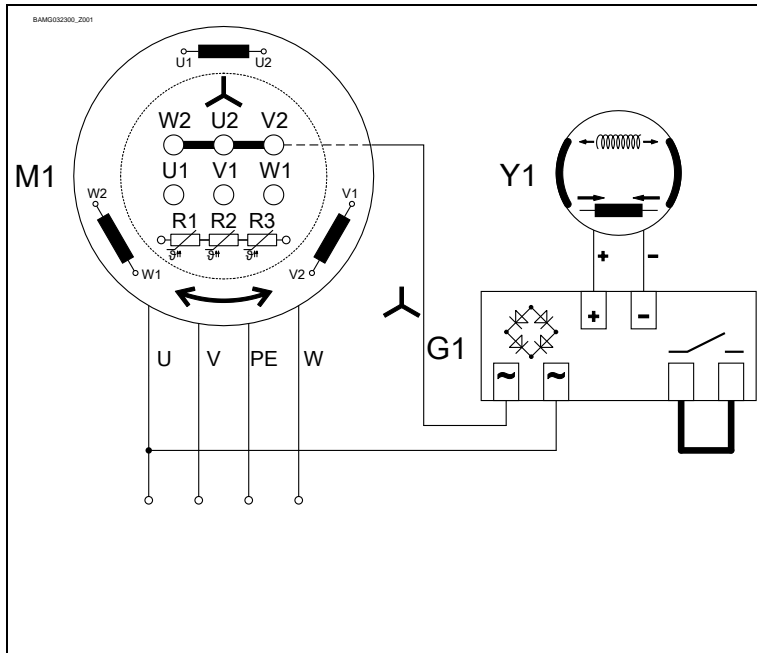 BAMG032300_Z001
U1 U2
W2 U2 V2
U1 V1 W1
M1
W2
V1
R1 R2 R3
ϑ ϑ ϑ
W1
V2
U V PE W
Y1
+ −
+ −
G1
~ ~